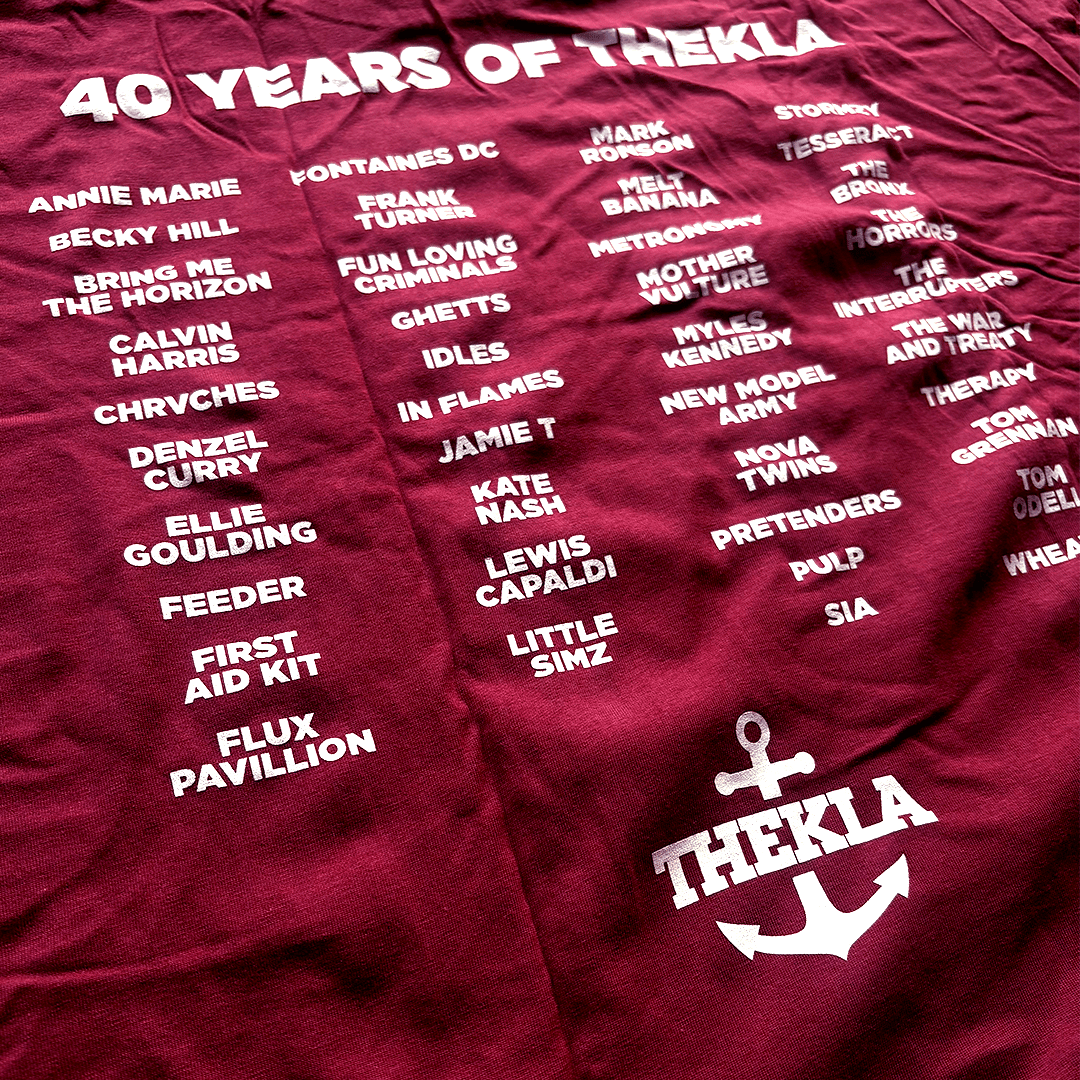 40 YEARS OF THEKLA
ANNIE MARIE
BECKY HILL
BRING ME
THE HORIZON
CALVIN
HARRIS
CHRVCHES
DENZEL
CURRY
ELLIE
GOULDING
FEEDER
FIRST
AID KIT
FLUX
PAVILLION
FONTAINES DC
FRANK
TURNER
FUN LOVING
CRIMINALS
GHETTS
IDLES
IN FLAMES
JAMIE T
KATE
NASH
LEWIS
CAPALDI
LITTLE
SIMZ
MARK
RONSON
MELT
BANANA
METRONOMY
MOTHER
VULTURE
MYLES
KENNEDY
NEW MODEL
ARMY
NOVA
TWINS
PRETENDERS
PULP
SIA
STORMZY
TESSERACT
THE
BRONX
THE
HORRORS
THE
INTERRUPTERS
THE WAR
AND TREATY
THERAPY
TOM
GRENNAN
TOM
ODELL
THEKLA